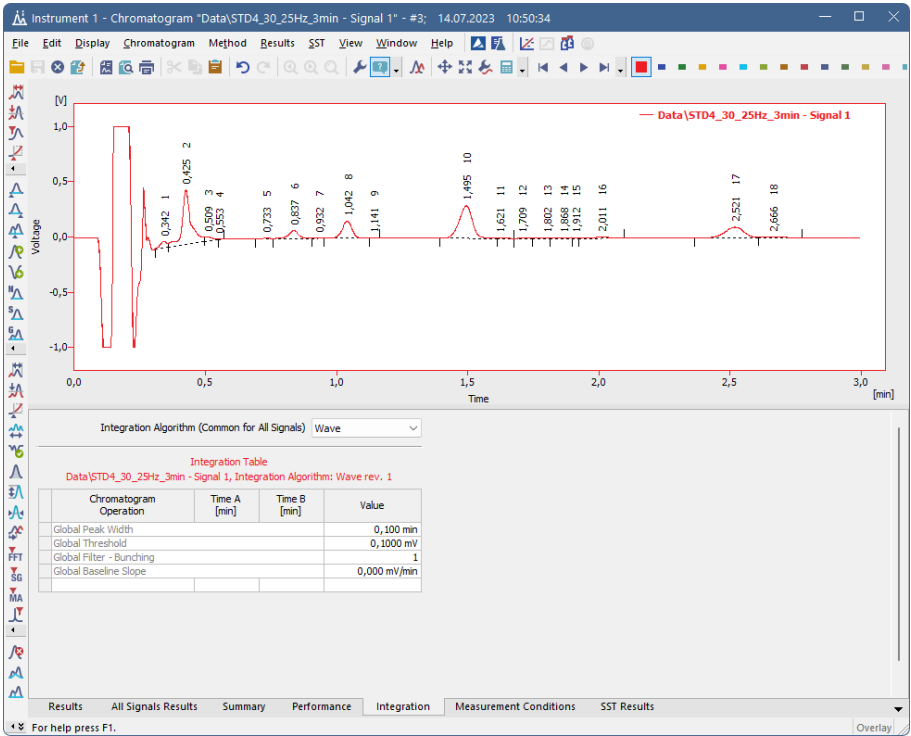 Instrument 1 - Chromatogram "Data\STD4_30_25Hz_3min - Signal 1" - #3; 14.07.2023 10:50:34
File Edit Display Chromatogram Method Results SST View Window Help
[V]
Data\STD4_30_25Hz_3min - Signal 1
1,0
0,5
0,0
-0,5
-1,0
Voltage
0,342 1
0,425 2
0,509 3
0,553 4
0,733 5
0,837 6
0,932 7
1,042 8
1,141 9
1,495 10
1,621 11
1,709 12
1,802 13
1,868 14
1,912 15
2,011 16
2,521 17
2,666 18
0,0 0,5 1,0 1,5 2,0 2,5 3,0
Time
[min]
Integration Algorithm (Common for All Signals) Wave
Integration Table
Data\STD4_30_25Hz_3min - Signal 1, Integration Algorithm: Wave rev. 1
Chromatogram Operation Time A [min] Time B [min] Value
Global Peak Width 0,100 min
Global Threshold 0,1000 mV
Global Filter - Bunching 1
Global Baseline Slope 0,000 mV/min
N
S
G
FFT
SG
MA
Results All Signals Results Summary Performance Integration Measurement Conditions SST Results
For help press F1.
Overlay